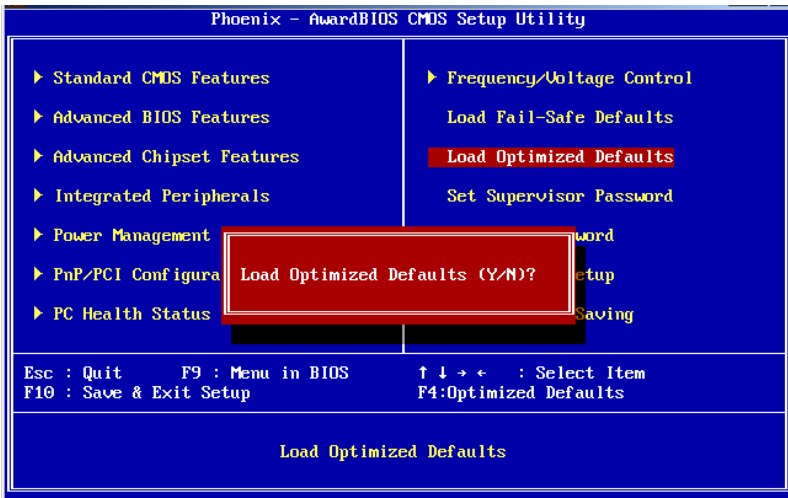 Phoenix - AwardBIOS CMOS Setup Utility
Standard CMOS Features
Advanced BIOS Features
Advanced Chipset Features
Integrated Peripherals
Power Management
PnP/PCI Configura
PC Health Status
Frequency/Voltage Control
Load Fail-Safe Defaults
Load Optimized Defaults
Set Supervisor Password
word
etup
Saving
Load Optimized Defaults (Y/N)?
Esc : Quit F9 : Menu in BIOS ↑ ↓ → ← : Select Item
F10 : Save & Exit Setup F4:Optimized Defaults
Load Optimized Defaults